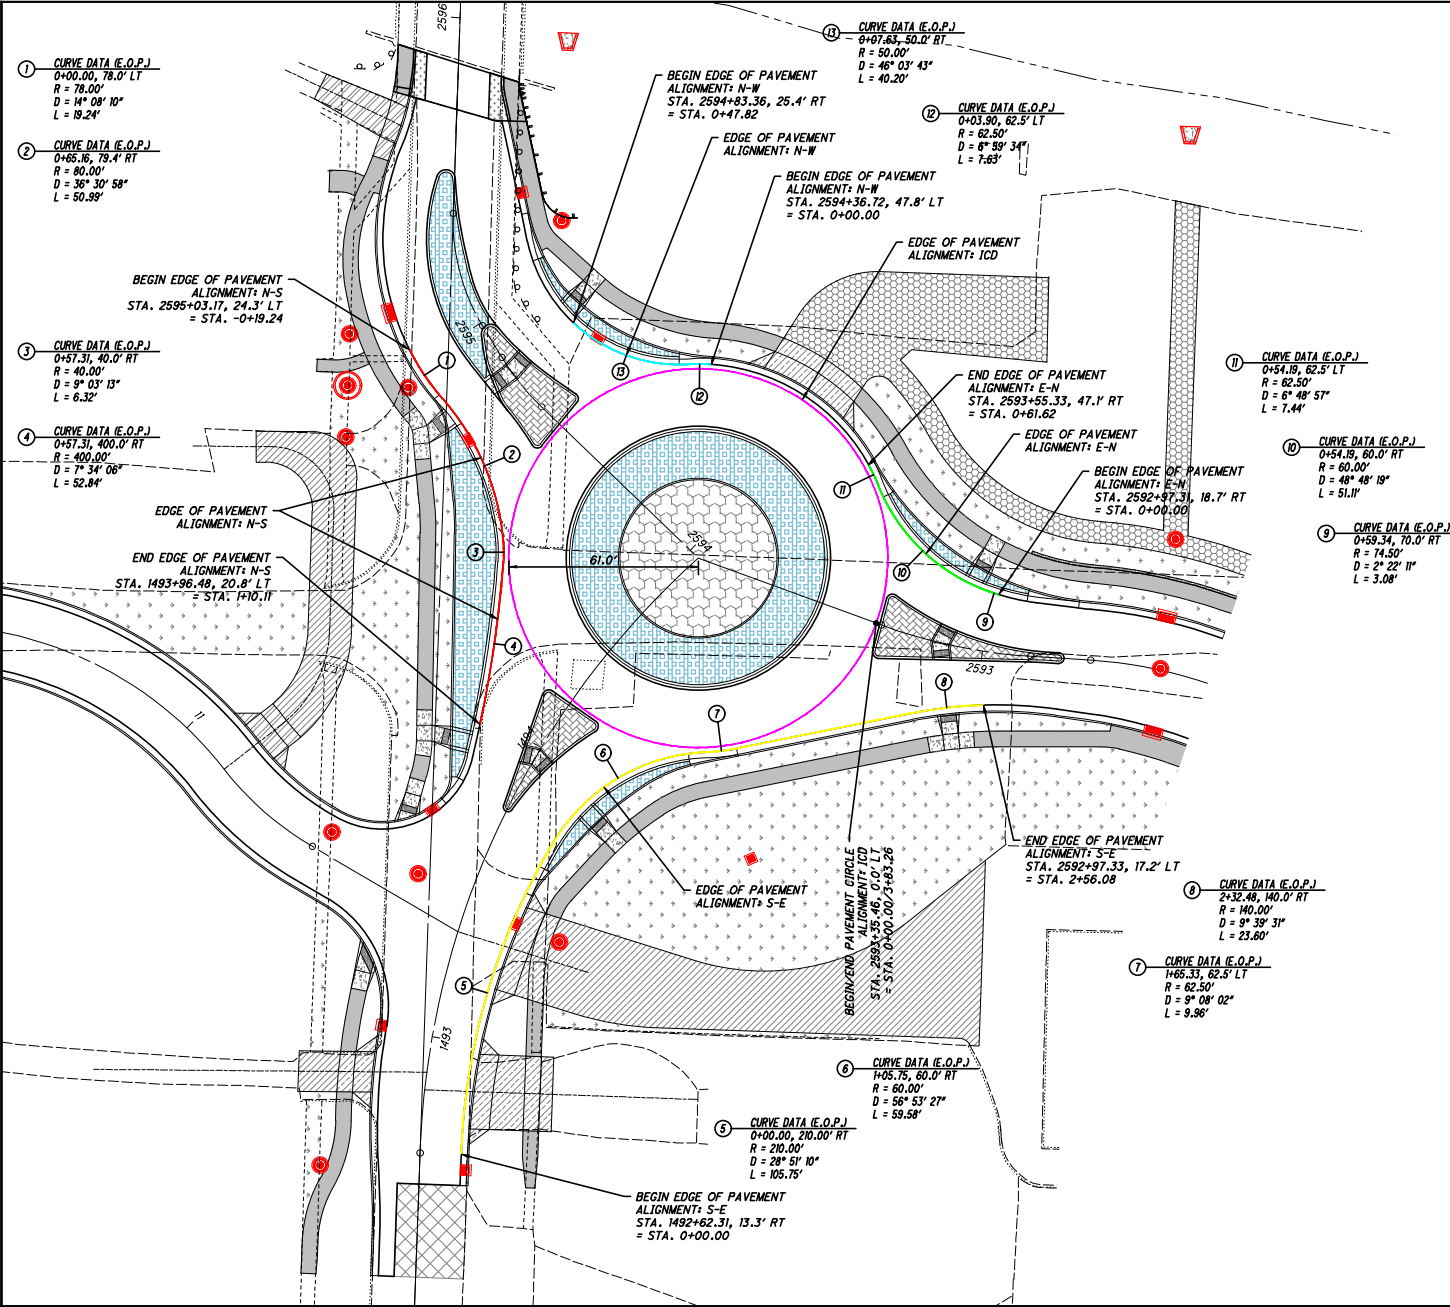 1
CURVE DATA (E.O.P.)
0+00.00, 78.0' LT
R = 78.00'
D = 14° 08' 10"
L = 19.24'
2
CURVE DATA (E.O.P.)
0+65.16, 79.4' RT
R = 80.00'
D = 36° 30' 58"
L = 50.99'
BEGIN EDGE OF PAVEMENT
ALIGNMENT: N-S
STA. 2595+03.17, 24.3' LT
= STA. -0+19.24
3
CURVE DATA (E.O.P.)
0+57.31, 40.0' RT
R = 40.00'
D = 9° 03' 13"
L = 6.32'
4
CURVE DATA (E.O.P.)
0+57.31, 400.0' RT
R = 400.00'
D = 7° 34' 06"
L = 52.84'
EDGE OF PAVEMENT
ALIGNMENT: N-S
END EDGE OF PAVEMENT
ALIGNMENT: N-S
STA. 1493+96.48, 20.8' LT
= STA. 1+10.11
2596
BEGIN EDGE OF PAVEMENT
ALIGNMENT: N-W
STA. 2594+83.36, 25.4' RT
= STA. 0+47.82
EDGE OF PAVEMENT
ALIGNMENT: N-W
BEGIN EDGE OF PAVEMENT
ALIGNMENT: N-W
STA. 2594+36.72, 47.8' LT
= STA. 0+00.00
EDGE OF PAVEMENT
ALIGNMENT: ICD
13
CURVE DATA (E.O.P.)
0+07.63, 50.0' RT
R = 50.00'
D = 46° 03' 43"
L = 40.20'
12
CURVE DATA (E.O.P.)
0+03.90, 62.5' LT
R = 62.50'
D = 6° 59' 34"
L = 7.63'
END EDGE OF PAVEMENT
ALIGNMENT: E-N
STA. 2593+55.33, 47.1' RT
= STA. 0+61.62
EDGE OF PAVEMENT
ALIGNMENT: E-N
BEGIN EDGE OF PAVEMENT
ALIGNMENT: E-N
STA. 2592+97.31, 18.7' RT
= STA. 0+00.00
11
CURVE DATA (E.O.P.)
0+54.19, 62.5' LT
R = 62.50'
D = 6° 48' 57"
L = 7.44'
10
CURVE DATA (E.O.P.)
0+54.19, 60.0' RT
R = 60.00'
D = 48° 48' 19"
L = 51.11'
9
CURVE DATA (E.O.P.)
0+59.34, 70.0' RT
R = 74.50'
D = 2° 22' 11"
L = 3.08'
2595
1
2
3
4
13
12
11
10
9
8
7
6
5
2594
61.0'
2593
1494
11
1493
EDGE OF PAVEMENT
ALIGNMENT: S-E
BEGIN/END PAVEMENT CIRCLE
ALIGNMENT: ICD
STA. 2593+35.46, 0.0' LT
= STA. 0+00.00/3+83.26
END EDGE OF PAVEMENT
ALIGNMENT: S-E
STA. 2592+97.33, 17.2' LT
= STA. 2+56.08
8
CURVE DATA (E.O.P.)
2+32.48, 140.0' RT
R = 140.00'
D = 9° 39' 31"
L = 23.60'
7
CURVE DATA (E.O.P.)
1+65.33, 62.5' LT
R = 62.50'
D = 9° 08' 02"
L = 9.96'
6
CURVE DATA (E.O.P.)
1+05.75, 60.0' RT
R = 60.00'
D = 56° 53' 27"
L = 59.58'
5
CURVE DATA (E.O.P.)
0+00.00, 210.00' RT
R = 210.00'
D = 28° 51' 10"
L = 105.75'
BEGIN EDGE OF PAVEMENT
ALIGNMENT: S-E
STA. 1492+62.31, 13.3' RT
= STA. 0+00.00